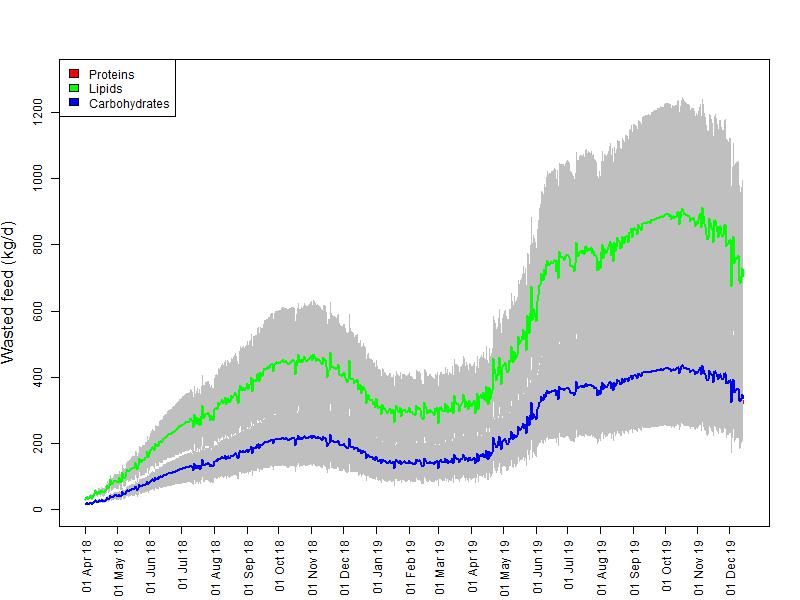 Proteins
Lipids
Carbohydrates
Wasted feed (kg/d)
1200
1000
800
600
400
200
0
01 Apr 18
01 May 18
01 Jun 18
01 Jul 18
01 Aug 18
01 Sep 18
01 Oct 18
01 Nov 18
01 Dec 18
01 Jan 19
01 Feb 19
01 Mar 19
01 Apr 19
01 May 19
01 Jun 19
01 Jul 19
01 Aug 19
01 Sep 19
01 Oct 19
01 Nov 19
01 Dec 19